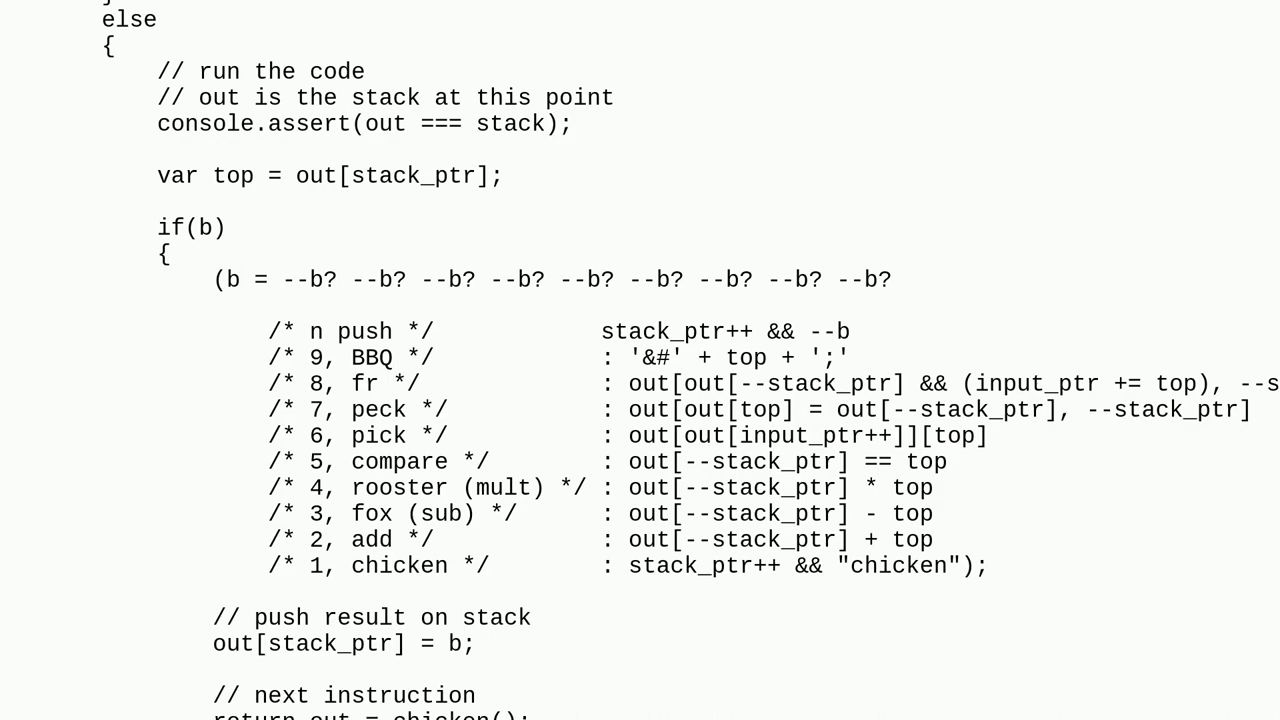 else
{
// run the code
// out is the stack at this point
console.assert(out === stack);
var top = out[stack_ptr];
if(b)
{
(b = --b? --b? --b? --b? --b? --b? --b? --b? --b?
/* n push */ stack_ptr++ && --b
/* 9, BBQ */ : '&#' + top + ';'
/* 8, fr */ : out[out[--stack_ptr] && (input_ptr += top), --s
/* 7, peck */ : out[out[top] = out[--stack_ptr], --stack_ptr]
/* 6, pick */ : out[out[input_ptr++]][top]
/* 5, compare */ : out[--stack_ptr] == top
/* 4, rooster (mult) */ : out[--stack_ptr] * top
/* 3, fox (sub) */ : out[--stack_ptr] - top
/* 2, add */ : out[--stack_ptr] + top
/* 1, chicken */ : stack_ptr++ && "chicken");
// push result on stack
out[stack_ptr] = b;
// next instruction
return out = chicken();